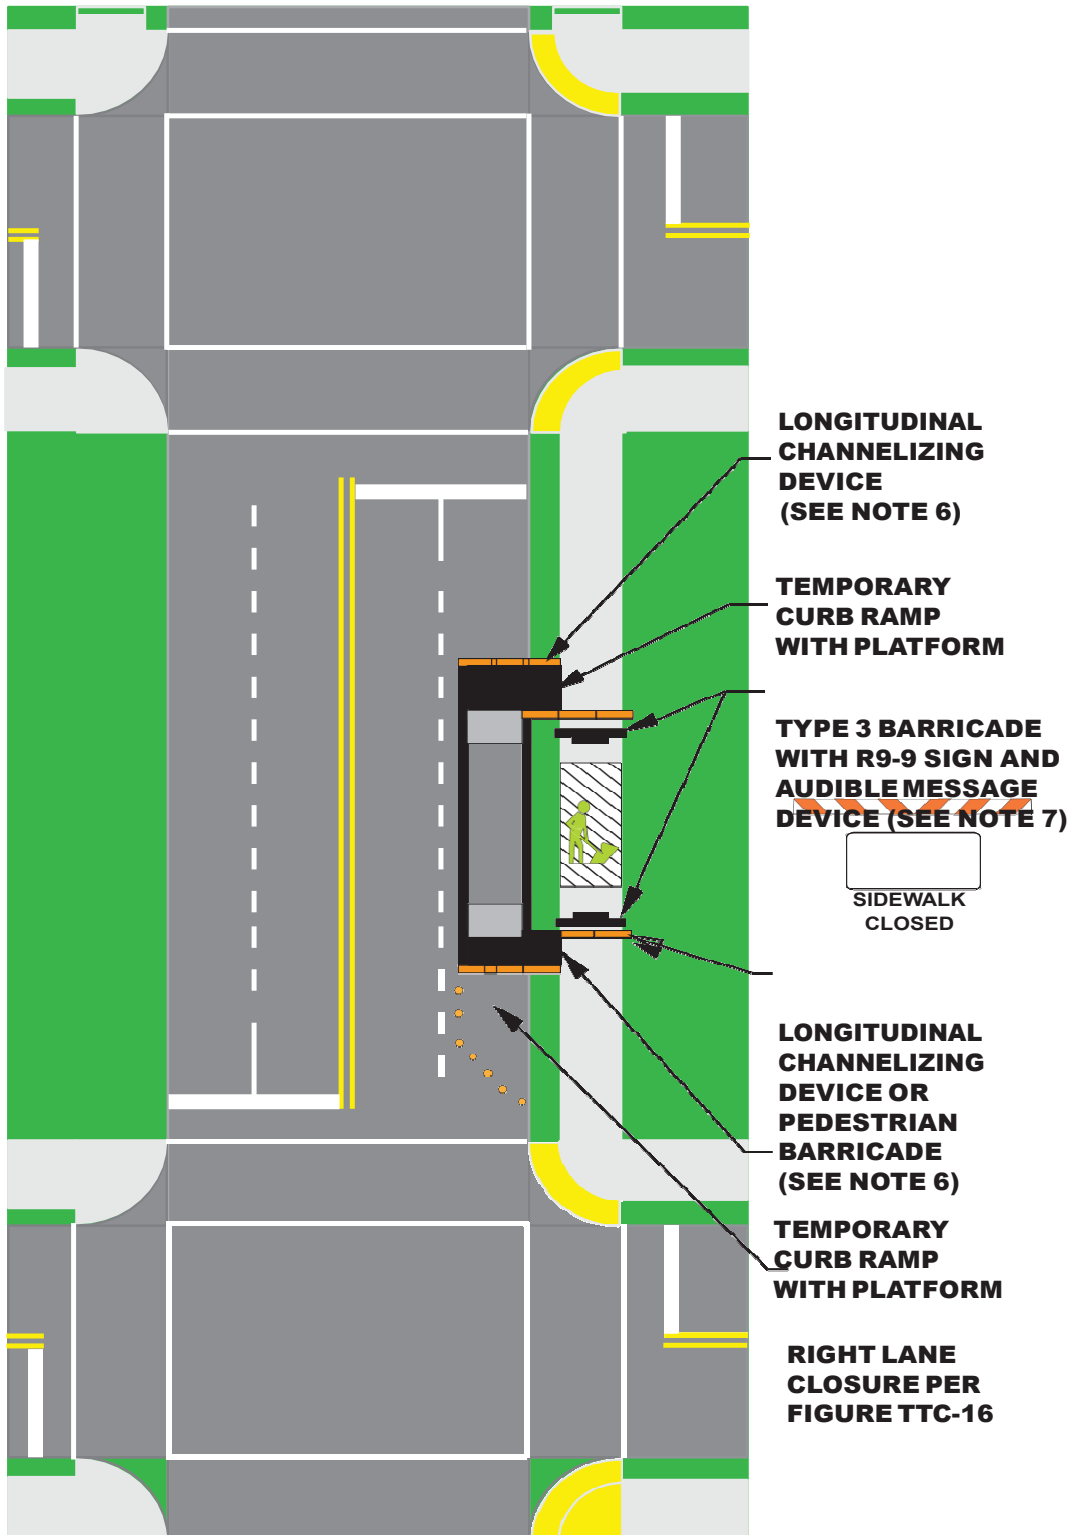 LONGITUDINAL
CHANNELIZING
DEVICE
(SEE NOTE 6)
TEMPORARY
CURB RAMP
WITH PLATFORM
TYPE 3 BARRICADE
WITH R9-9 SIGN AND
AUDIBLE MESSAGE
DEVICE (SEE NOTE 7)
SIDEWALK
CLOSED
LONGITUDINAL
CHANNELIZING
DEVICE OR
PEDESTRIAN
BARRICADE
(SEE NOTE 6)
TEMPORARY
CURB RAMP
WITH PLATFORM
RIGHT LANE
CLOSURE PER
FIGURE TTC-16